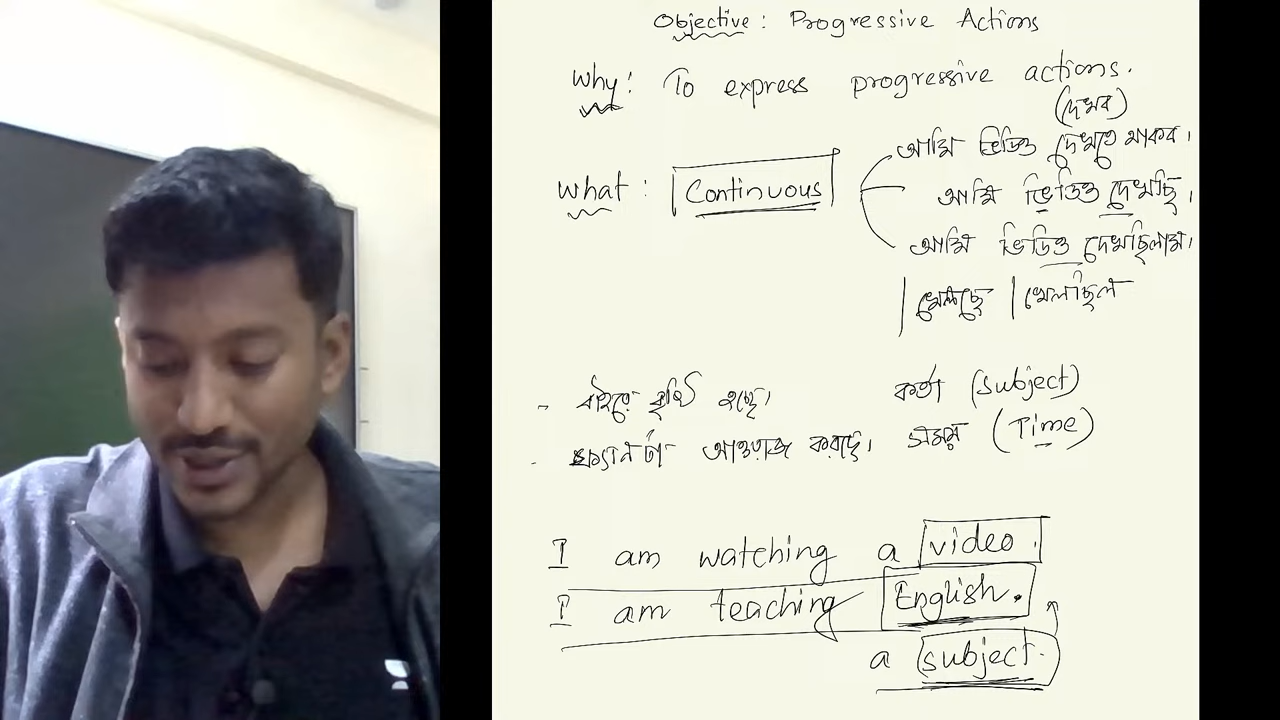 Objective : Progressive Actions
Why : To express progressive actions.
(দেখব)
আমি ভিডিও দেখতে থাকব।
what : Continuous
আমি ভিডিও দেখছি।
আমি ভিডিও দেখছিলাম।
| খেলছে | খেলছিল
- বাইরে বৃষ্টি হচ্ছে। কর্তা (Subject)
- ফ্যানটা আওয়াজ করছে। সময় (Time)
I am watching a video.
I am teaching English.
a subject.